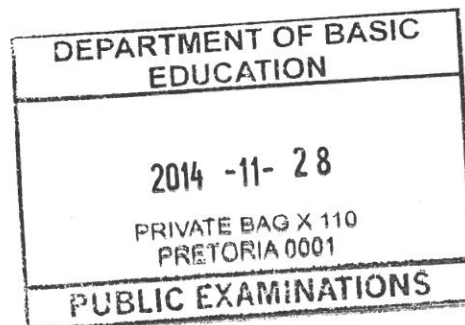 DEPARTMENT OF BASIC
EDUCATION
2014 -11- 28
PRIVATE BAG X 110
PRETORIA 0001
PUBLIC EXAMINATIONS